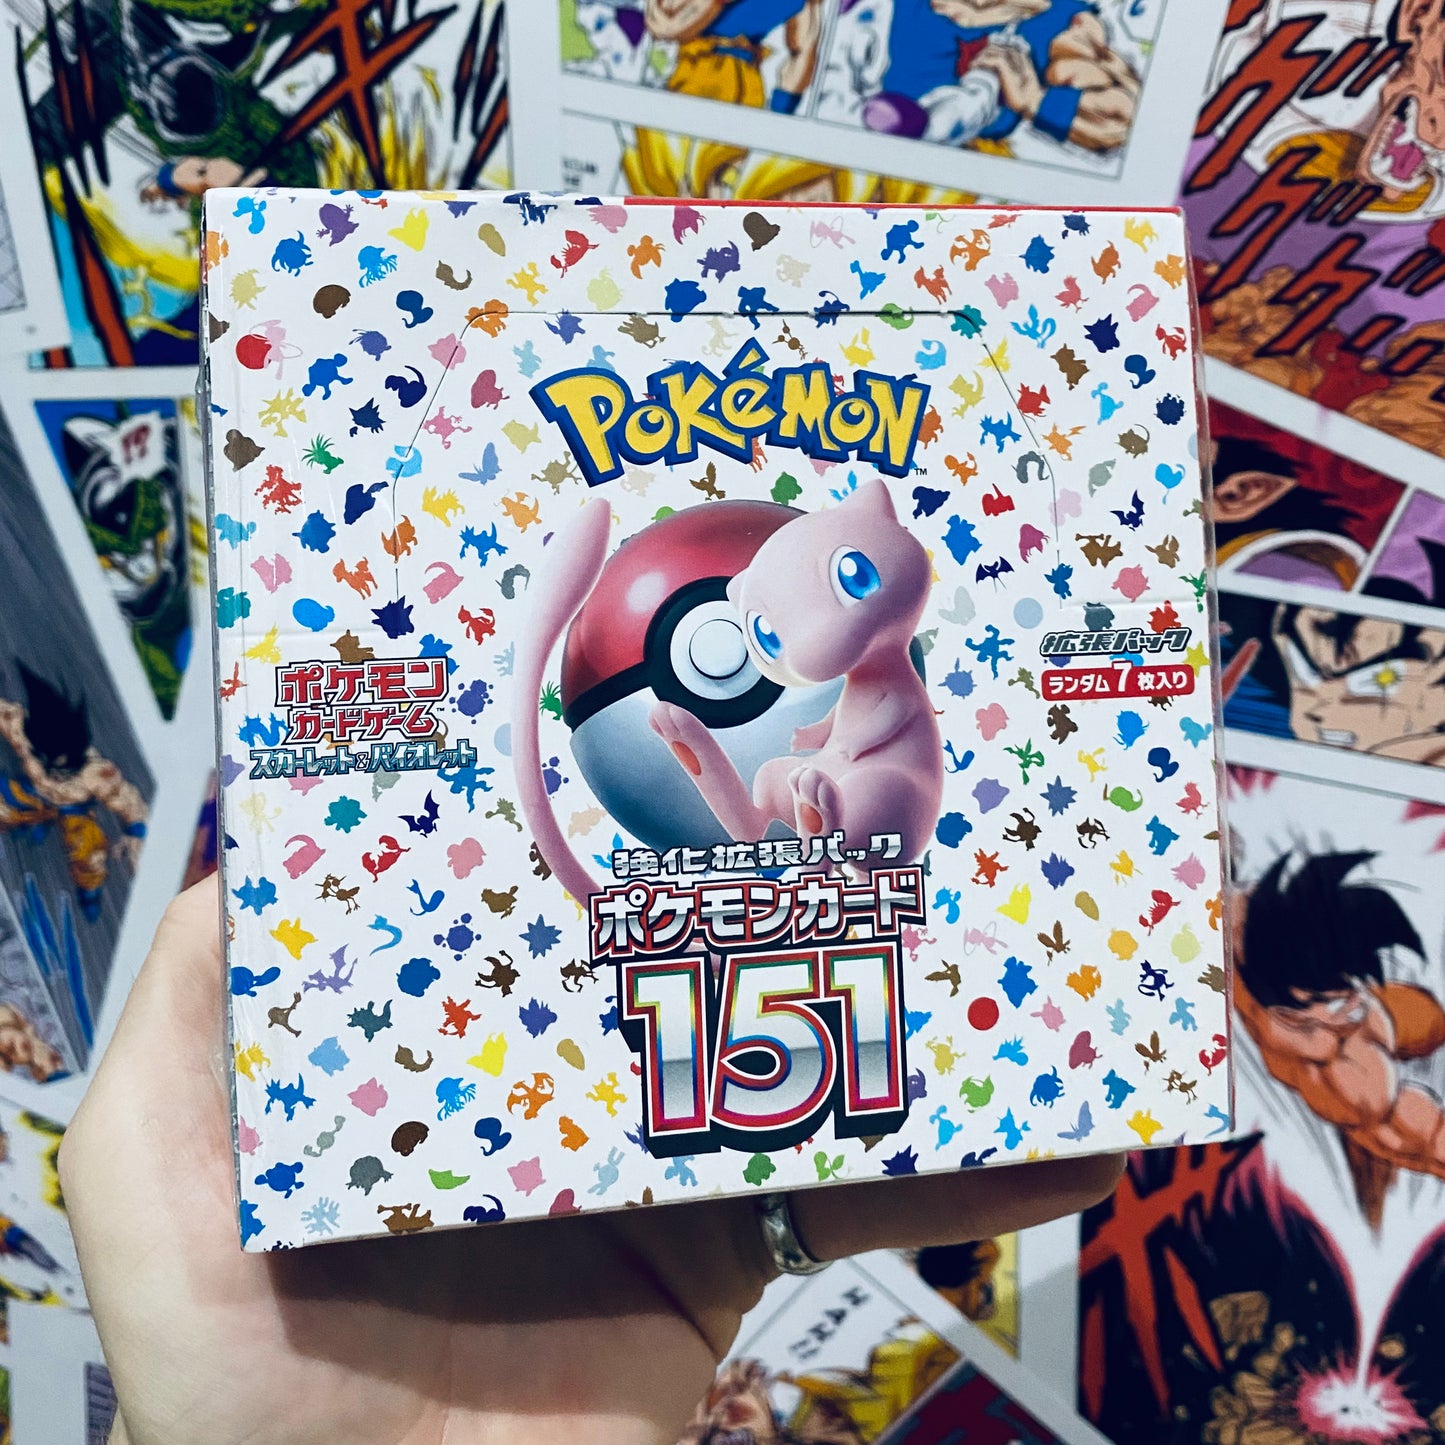 POKéMON
TM
ポケモン
カードゲーム
スカーレット&バイオレット
拡張パック
ランダム7枚入り
強化拡張パック
ポケモンカード
151
!?